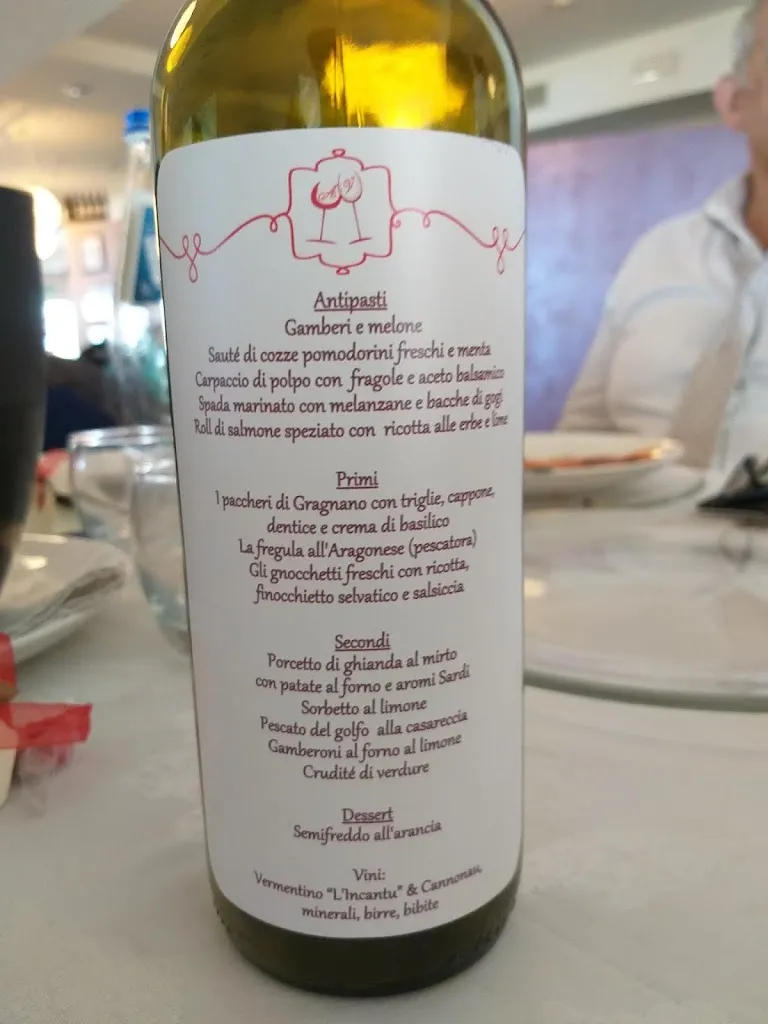 Antipasti
Gamberi e melone
Sauté di cozze pomodorini freschi e menta
Carpaccio di polpo con fragole e aceto balsamico
Spada marinato con melanzane e bacche di gogi
Roll di salmone speziato con ricotta alle erbe e lime
Primi
I paccheri di Gragnano con triglie, cappone,
dentice e crema di basilico
La fregula all'Aragonese (pescatora)
Gli gnocchetti freschi con ricotta,
finocchietto selvatico e salsiccia
Secondi
Porcetto di ghianda al mirto
con patate al forno e aromi Sardi
Sorbetto al limone
Pescato del golfo alla casareccia
Gamberoni al forno al limone
Crudité di verdure
Dessert
Semifreddo all'arancia
Vini:
Vermentino "L'Incantu" & Cannonau,
minerali, birre, bibite